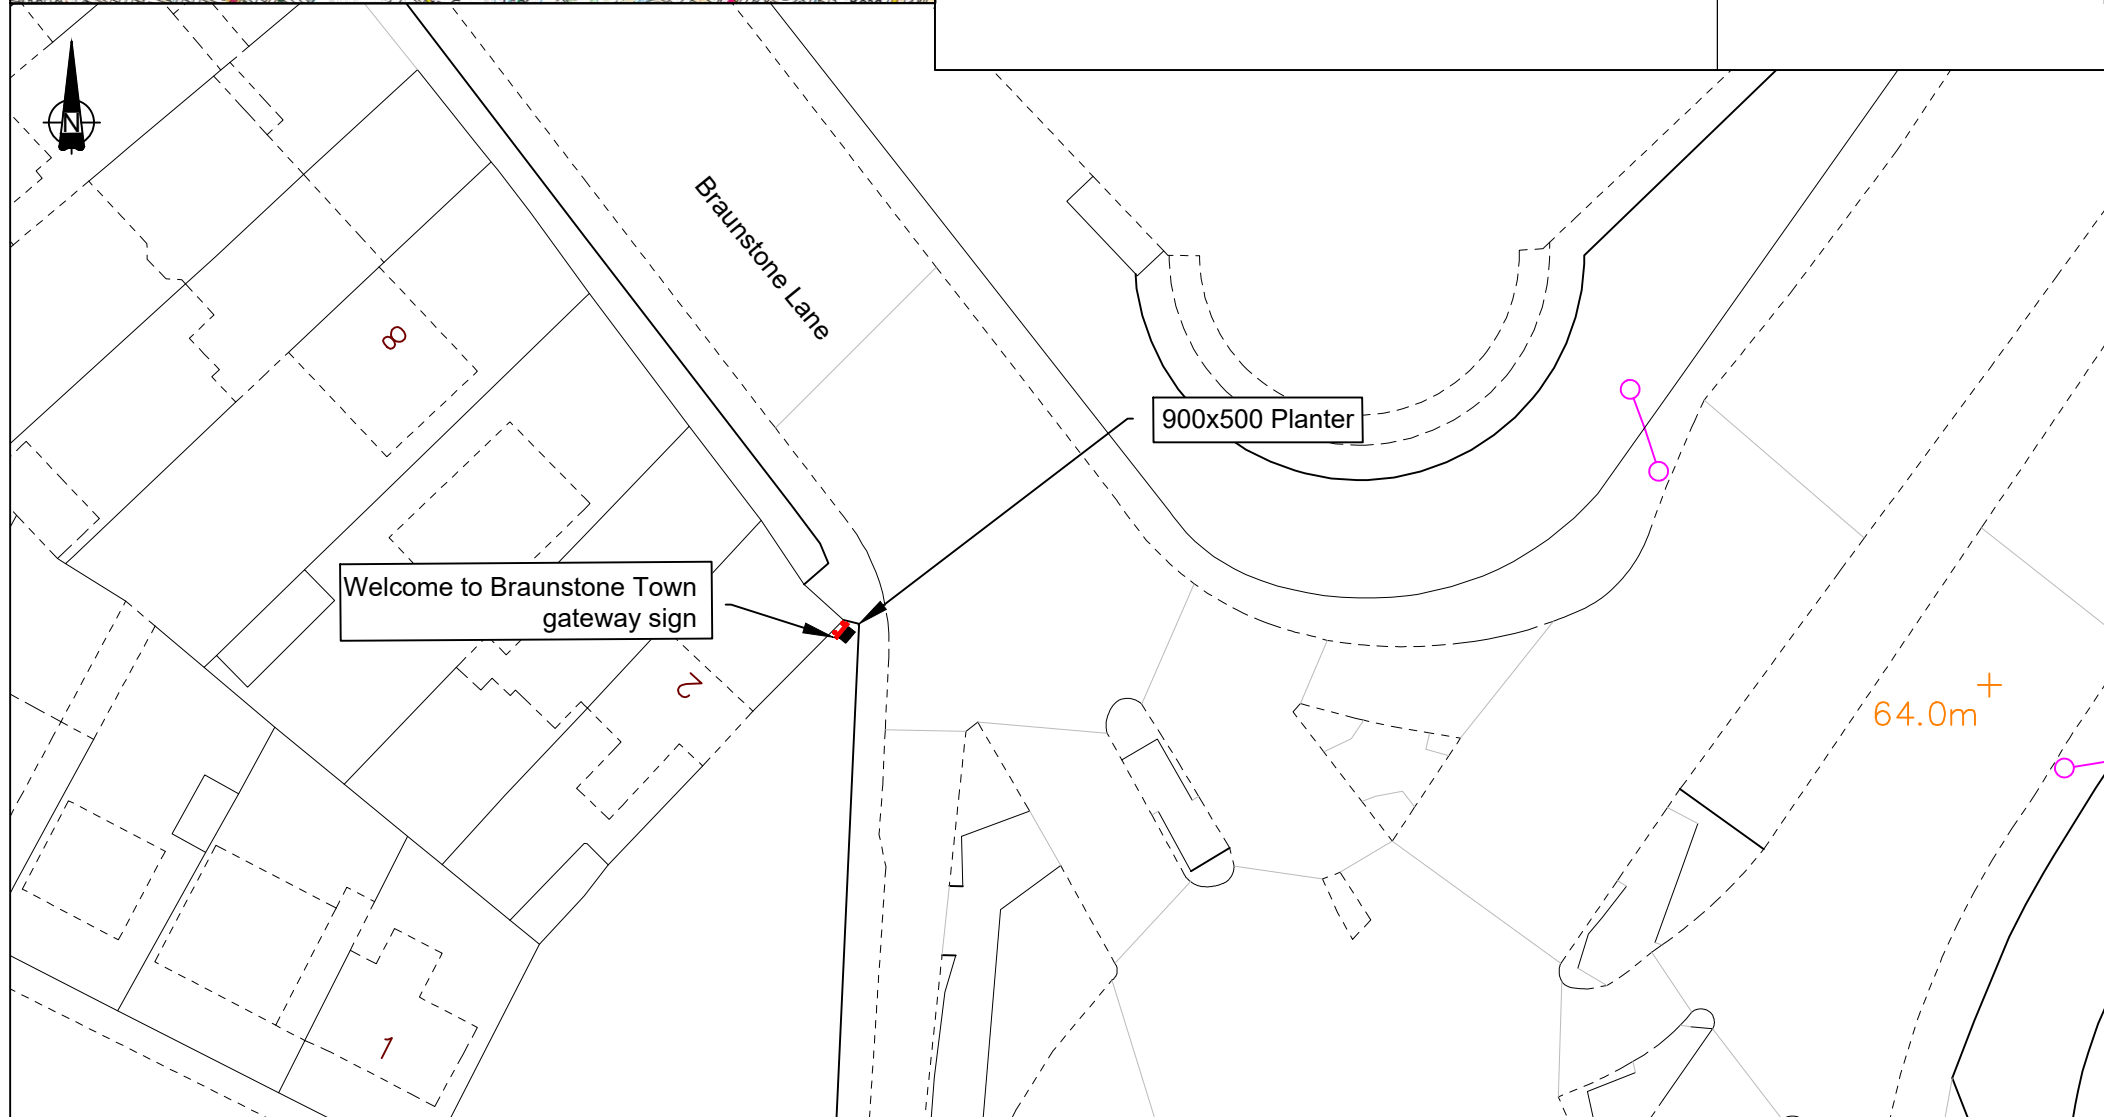 N
Braunstone Lane
8
900x500 Planter
Welcome to Braunstone Town
gateway sign
2
64.0m
1